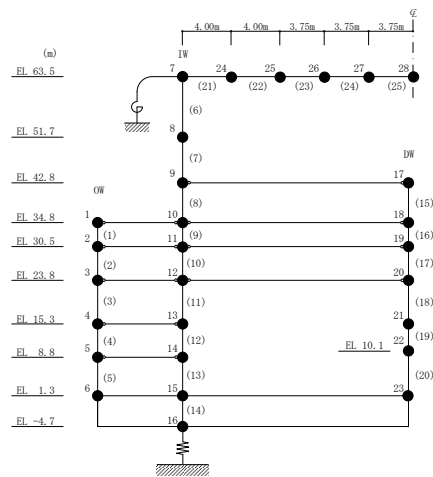 ℄
4.00m 4.00m 3.75m 3.75m 3.75m
(m) IW
EL 63.5 7 24 25 26 27 28
(21) (22) (23) (24) (25)
(6)
EL 51.7 8
(7) DW
EL 42.8 9 17
OW (8) (15)
EL 34.8 1 10 18
(1) (9) (16)
EL 30.5 2 11 19
(2) (10) (17)
EL 23.8 3 12 20
(3) (11) (18)
EL 15.3 4 13 21
(4) (12) (19)
EL 10.1 22
EL 8.8 5 14
(5) (13) (20)
EL 1.3 6 15 23
(14)
EL -4.7 16